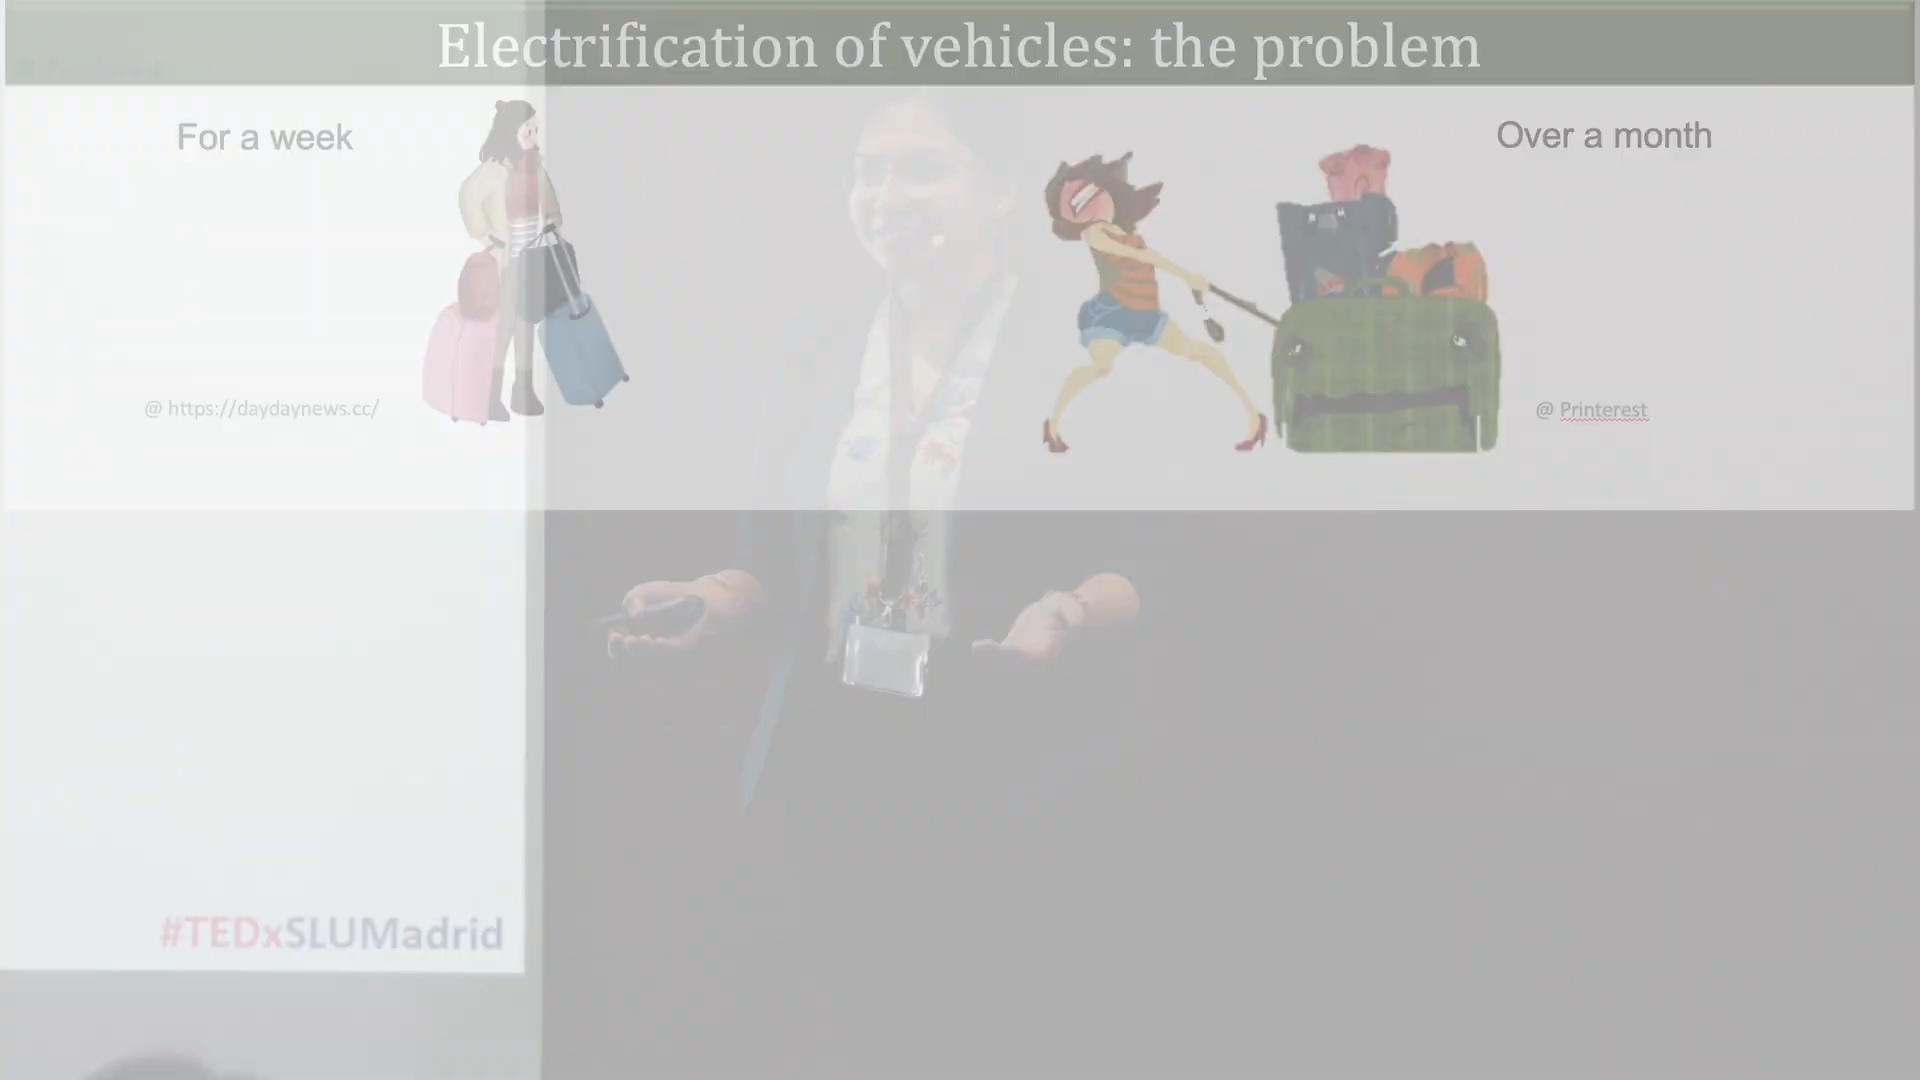 Electrification of vehicles: the problem
For a week
Over a month
@ https://daydaynews.cc/
@ Printerest
#TEDxSLUMadrid